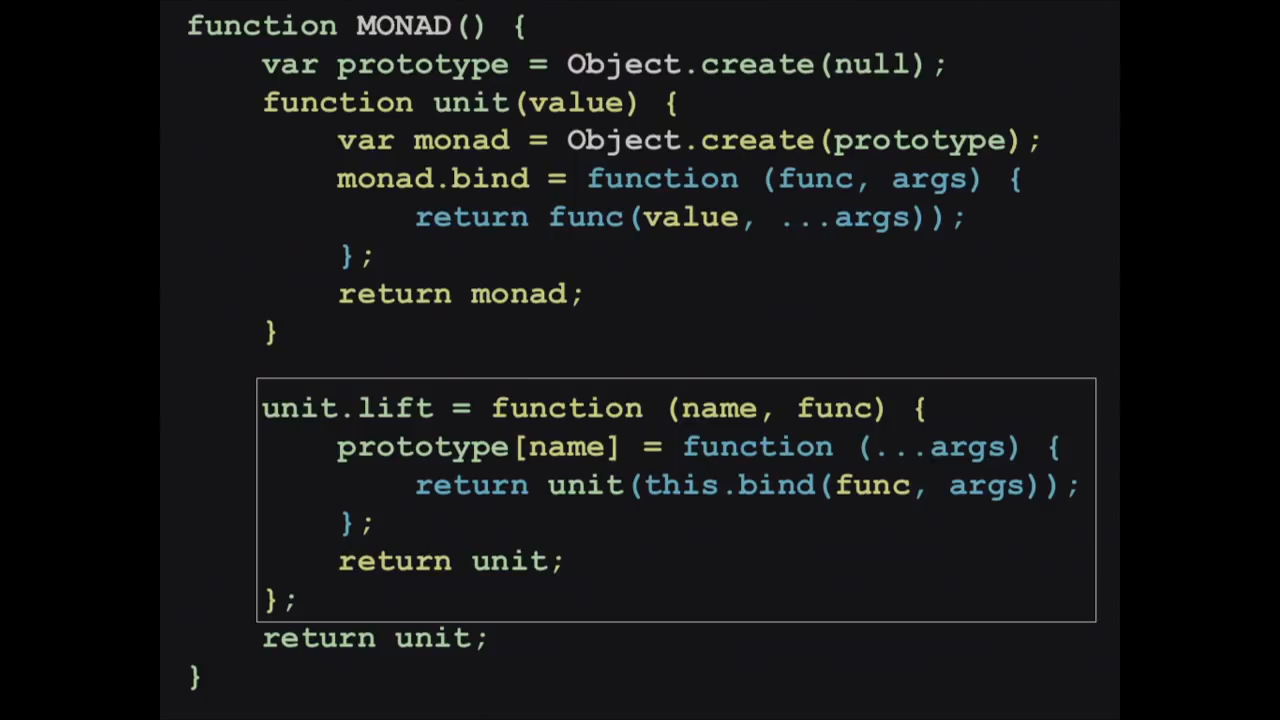 function MONAD() {
var prototype = Object.create(null);
function unit(value) {
var monad = Object.create(prototype);
monad.bind = function (func, args) {
return func(value, ...args));
};
return monad;
}
unit.lift = function (name, func) {
prototype[name] = function (...args) {
return unit(this.bind(func, args));
};
return unit;
};
return unit;
}